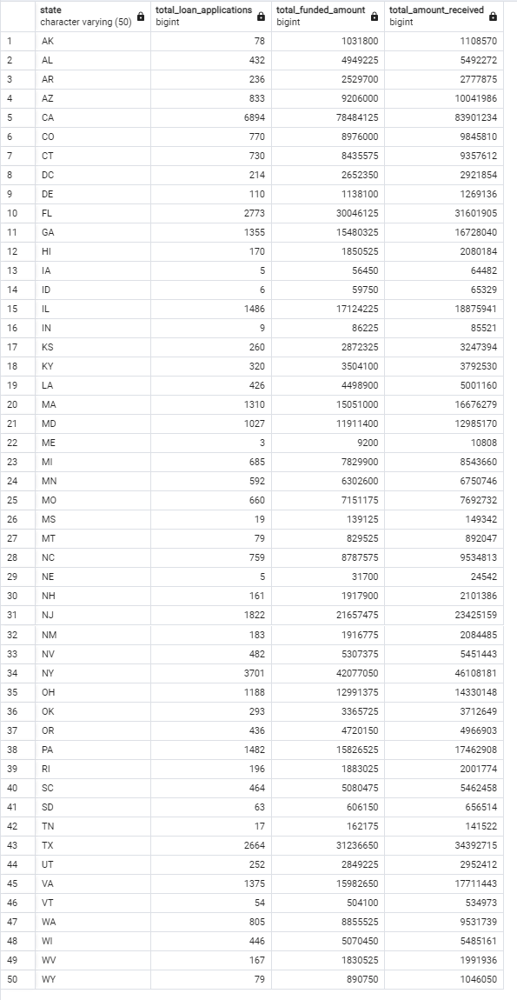 state total_loan_applications total_funded_amount total_amount_received
character varying (50) bigint bigint bigint
1 AK 78 1031800 1108570
2 AL 432 4949225 5492272
3 AR 236 2529700 2777875
4 AZ 833 9206000 10041986
5 CA 6894 78484125 83901234
6 CO 770 8976000 9845810
7 CT 730 8435575 9357612
8 DC 214 2652350 2921854
9 DE 110 1138100 1269136
10 FL 2773 30046125 31601905
11 GA 1355 15480325 16728040
12 HI 170 1850525 2080184
13 IA 5 56450 64482
14 ID 6 59750 65329
15 IL 1486 17124225 18875941
16 IN 9 86225 85521
17 KS 260 2872325 3247394
18 KY 320 3504100 3792530
19 LA 426 4498900 5001160
20 MA 1310 15051000 16676279
21 MD 1027 11911400 12985170
22 ME 3 9200 10808
23 MI 685 7829900 8543660
24 MN 592 6302600 6750746
25 MO 660 7151175 7692732
26 MS 19 139125 149342
27 MT 79 829525 892047
28 NC 759 8787575 9534813
29 NE 5 31700 24542
30 NH 161 1917900 2101386
31 NJ 1822 21657475 23425159
32 NM 183 1916775 2084485
33 NV 482 5307375 5451443
34 NY 3701 42077050 46108181
35 OH 1188 12991375 14330148
36 OK 293 3365725 3712649
37 OR 436 4720150 4966903
38 PA 1482 15826525 17462908
39 RI 196 1883025 2001774
40 SC 464 5080475 5462458
41 SD 63 606150 656514
42 TN 17 162175 141522
43 TX 2664 31236650 34392715
44 UT 252 2849225 2952412
45 VA 1375 15982650 17711443
46 VT 54 504100 534973
47 WA 805 8855525 9531739
48 WI 446 5070450 5485161
49 WV 167 1830525 1991936
50 WY 79 890750 1046050